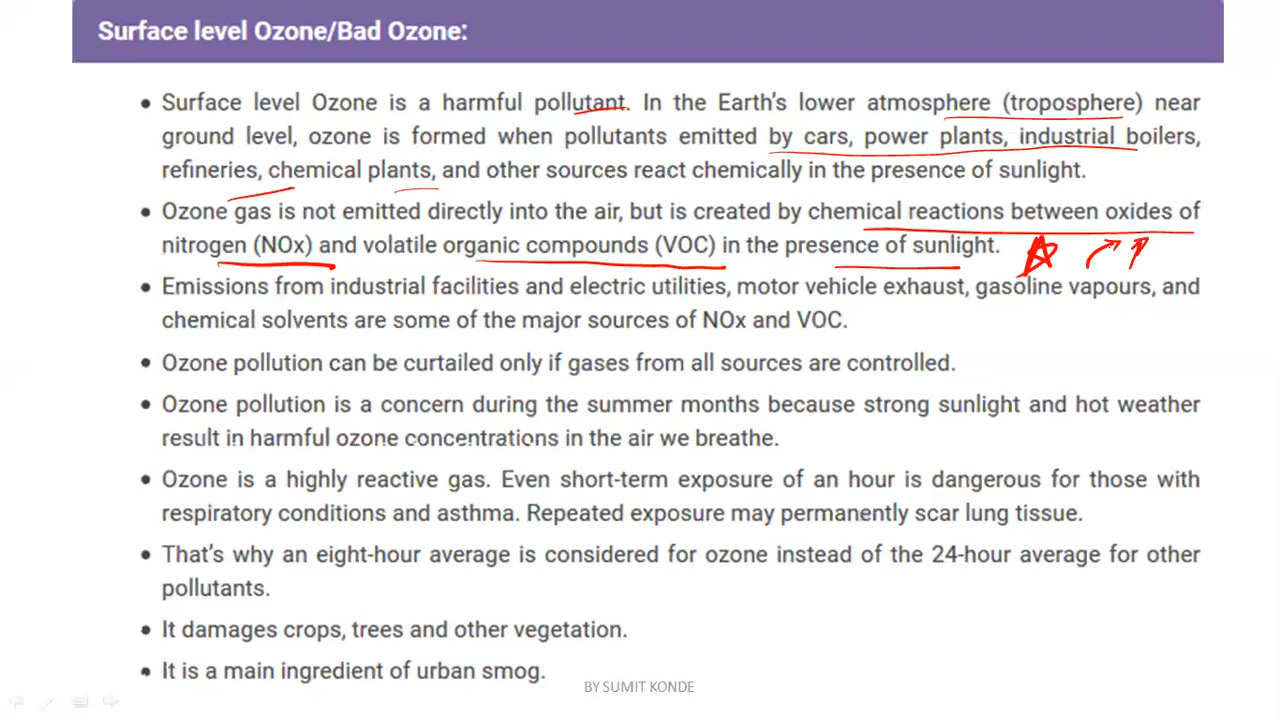 Surface level Ozone/Bad Ozone:
• Surface level Ozone is a harmful pollutant. In the Earth's lower atmosphere (troposphere) near
ground level, ozone is formed when pollutants emitted by cars, power plants, industrial boilers,
refineries, chemical plants, and other sources react chemically in the presence of sunlight.
• Ozone gas is not emitted directly into the air, but is created by chemical reactions between oxides of
nitrogen (NOx) and volatile organic compounds (VOC) in the presence of sunlight.
• Emissions from industrial facilities and electric utilities, motor vehicle exhaust, gasoline vapours, and
chemical solvents are some of the major sources of NOx and VOC.
• Ozone pollution can be curtailed only if gases from all sources are controlled.
• Ozone pollution is a concern during the summer months because strong sunlight and hot weather
result in harmful ozone concentrations in the air we breathe.
• Ozone is a highly reactive gas. Even short-term exposure of an hour is dangerous for those with
respiratory conditions and asthma. Repeated exposure may permanently scar lung tissue.
• That's why an eight-hour average is considered for ozone instead of the 24-hour average for other
pollutants.
• It damages crops, trees and other vegetation.
• It is a main ingredient of urban smog.
BY SUMIT KONDE